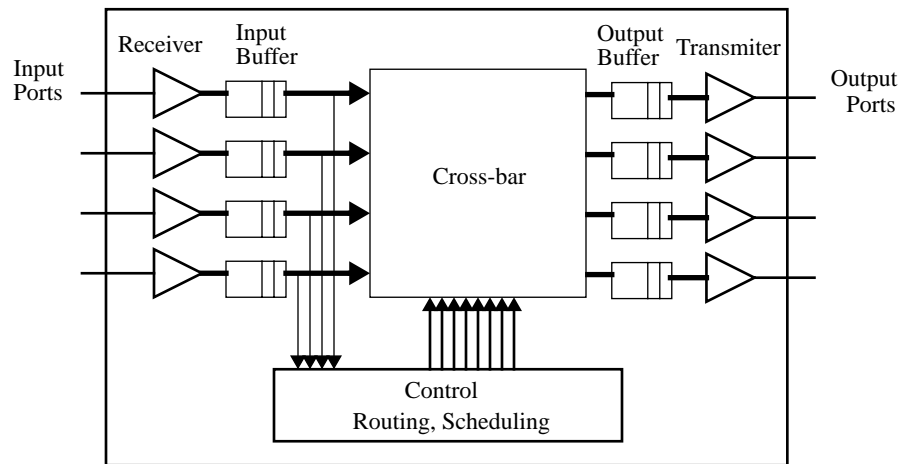 Receiver
Input
Buffer
Output
Buffer
Transmiter
Input
Ports
Output
Ports
Cross-bar
Control
Routing, Scheduling